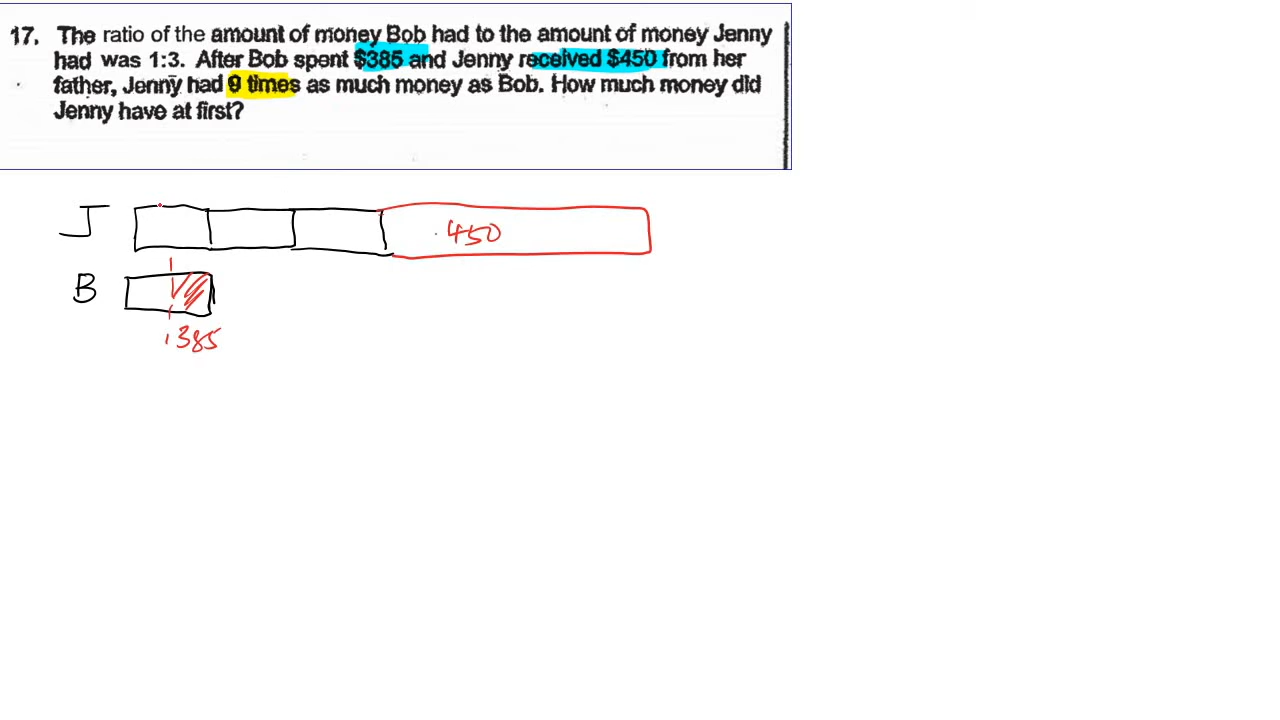 17. The ratio of the amount of money Bob had to the amount of money Jenny
had was 1:3. After Bob spent $385 and Jenny received $450 from her
father, Jenny had 9 times as much money as Bob. How much money did
Jenny have at first?
J
450
B
385